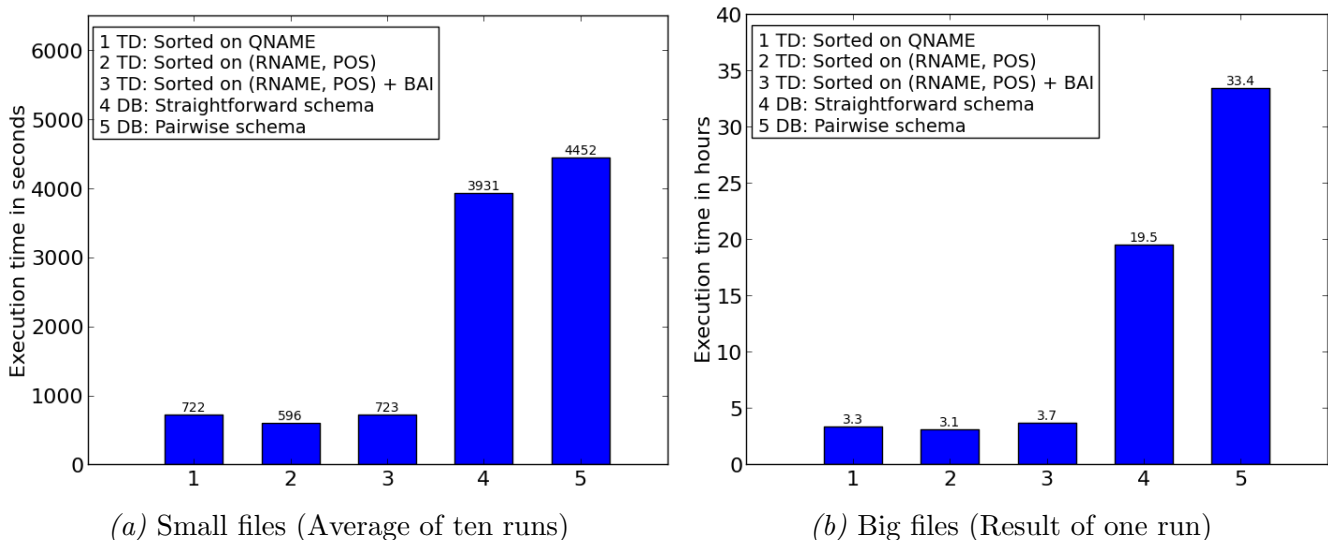 Execution time in seconds
6000
5000
4000
3000
2000
1000
0
1 TD: Sorted on QNAME
2 TD: Sorted on (RNAME, POS)
3 TD: Sorted on (RNAME, POS) + BAI
4 DB: Straightforward schema
5 DB: Pairwise schema
722
596
723
3931
4452
1 2 3 4 5
(a) Small files (Average of ten runs)
Execution time in hours
40
35
30
25
20
15
10
5
0
1 TD: Sorted on QNAME
2 TD: Sorted on (RNAME, POS)
3 TD: Sorted on (RNAME, POS) + BAI
4 DB: Straightforward schema
5 DB: Pairwise schema
3.3
3.1
3.7
19.5
33.4
1 2 3 4 5
(b) Big files (Result of one run)